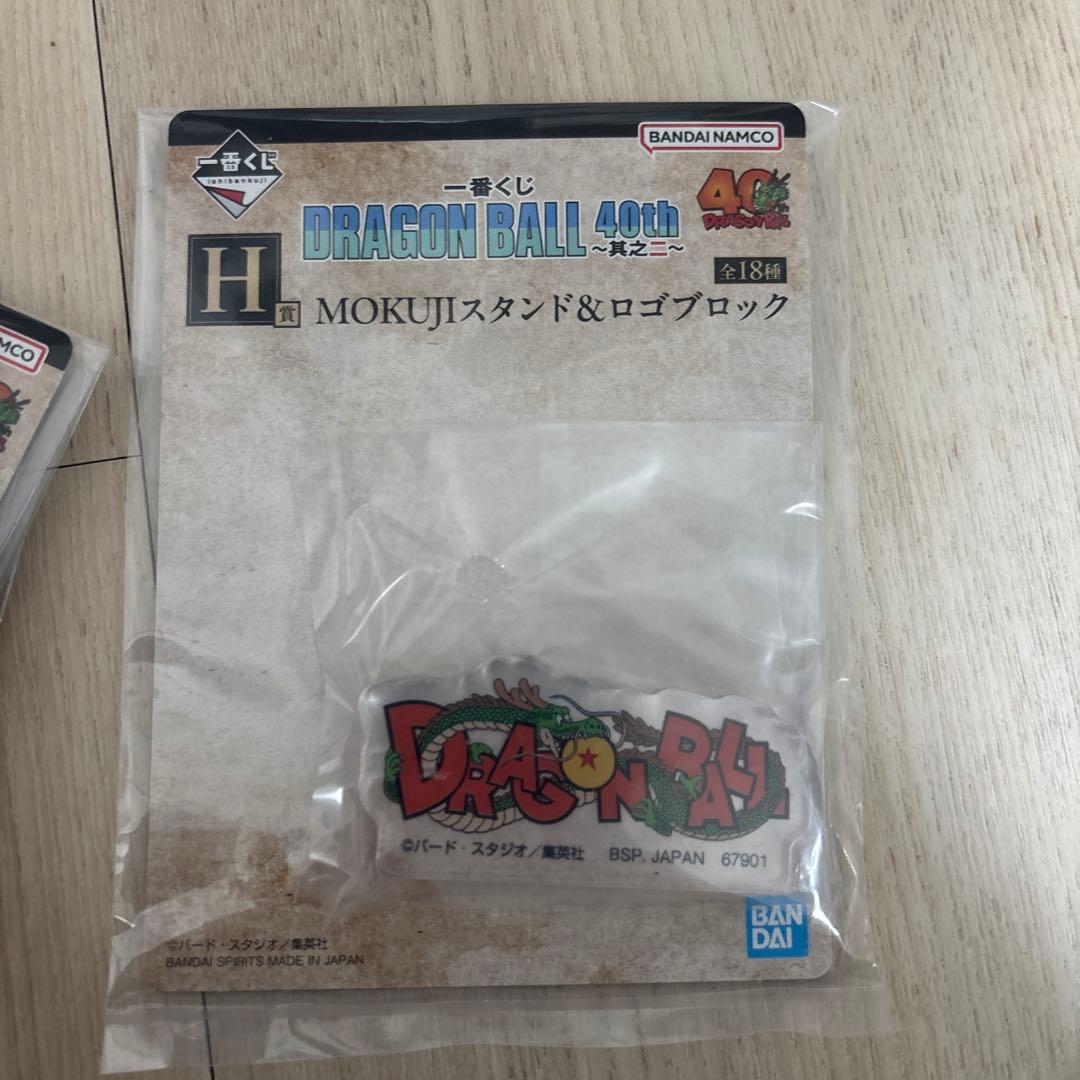 一番くじ
ichibankuji
BANDAI NAMCO
40th
DRAGON BALL
一番くじ
DRAGON BALL 40th
～其之二～
全18種
H賞
MOKUJIスタンド&ロゴブロック
DRAGON BALL
©バード・スタジオ／集英社 BSP. JAPAN 67901
BAN
DAI
©バード・スタジオ／集英社
BANDAI SPIRITS MADE IN JAPAN
NAMCO